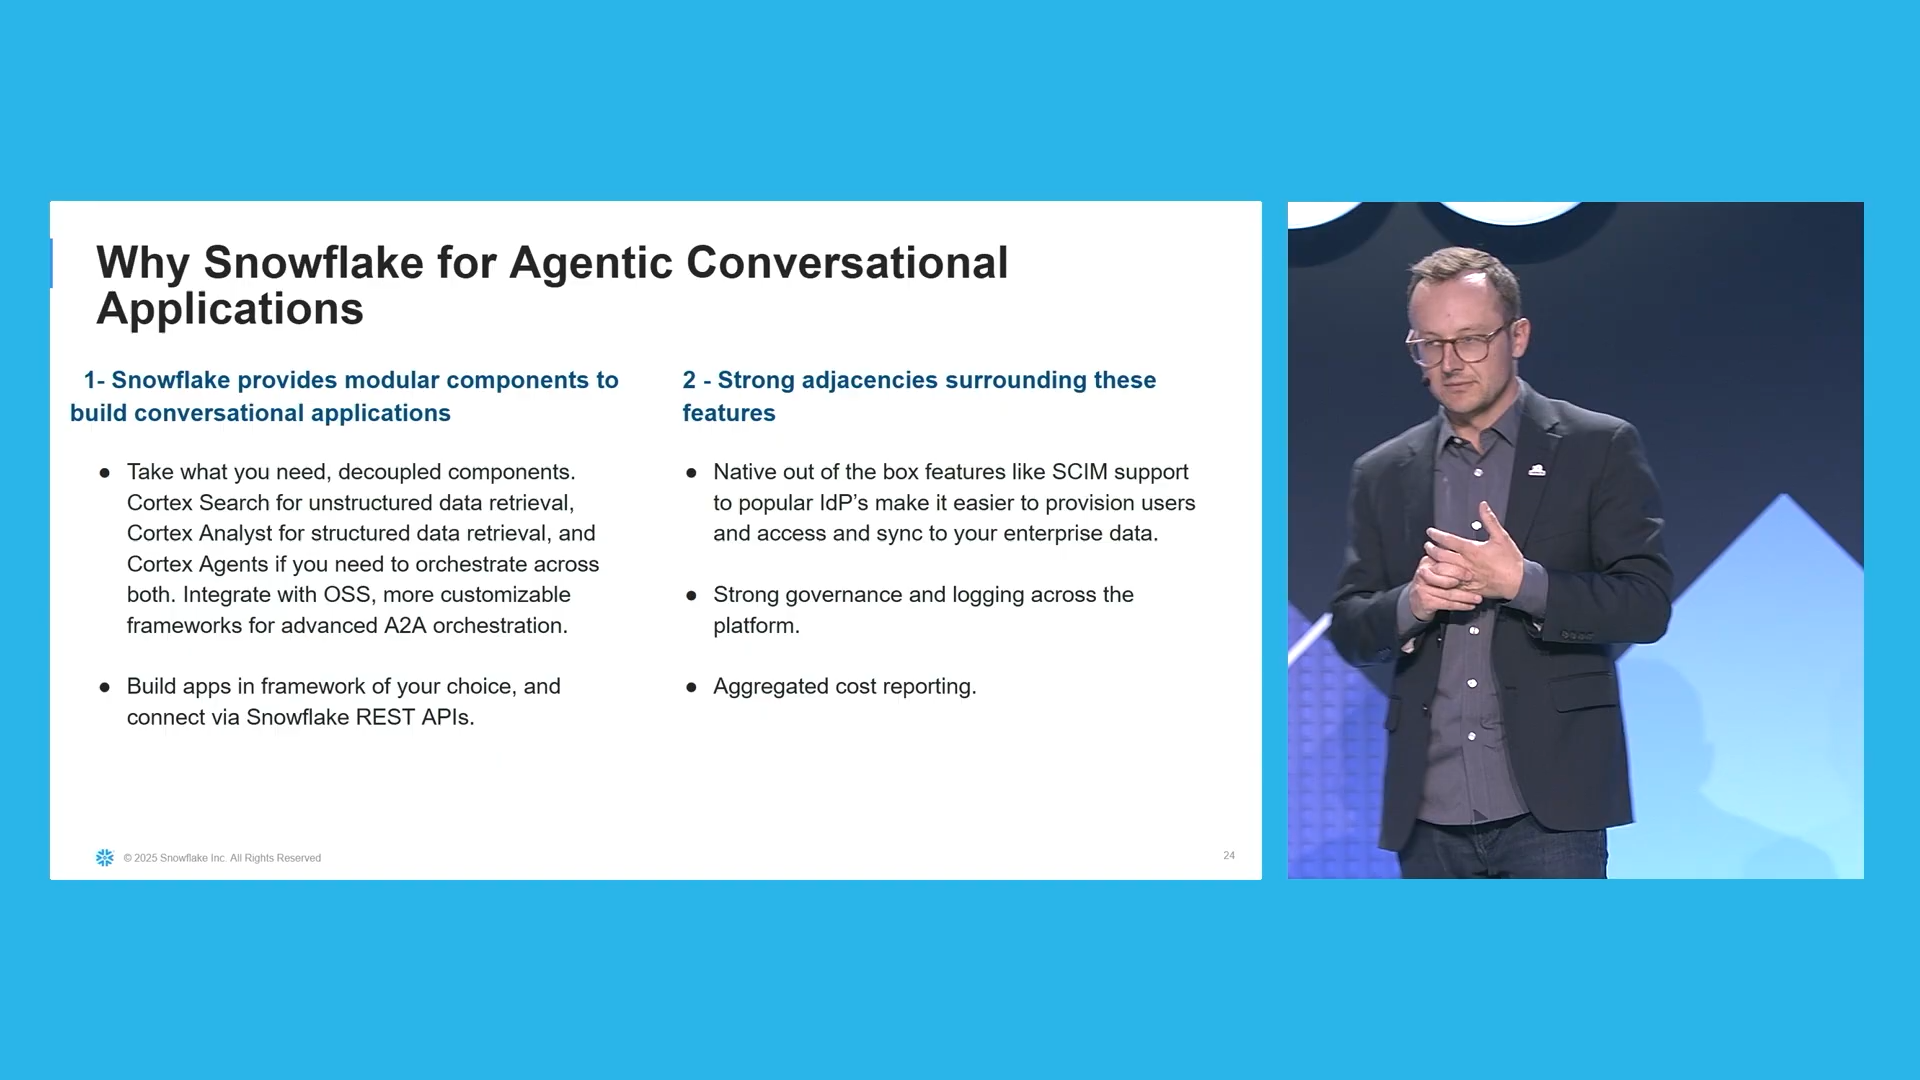 Why Snowflake for Agentic Conversational
Applications
1- Snowflake provides modular components to
build conversational applications
● Take what you need, decoupled components.
Cortex Search for unstructured data retrieval,
Cortex Analyst for structured data retrieval, and
Cortex Agents if you need to orchestrate across
both. Integrate with OSS, more customizable
frameworks for advanced A2A orchestration.
● Build apps in framework of your choice, and
connect via Snowflake REST APIs.
2 - Strong adjacencies surrounding these
features
● Native out of the box features like SCIM support
to popular IdP’s make it easier to provision users
and access and sync to your enterprise data.
● Strong governance and logging across the
platform.
● Aggregated cost reporting.
© 2025 Snowflake Inc. All Rights Reserved
24